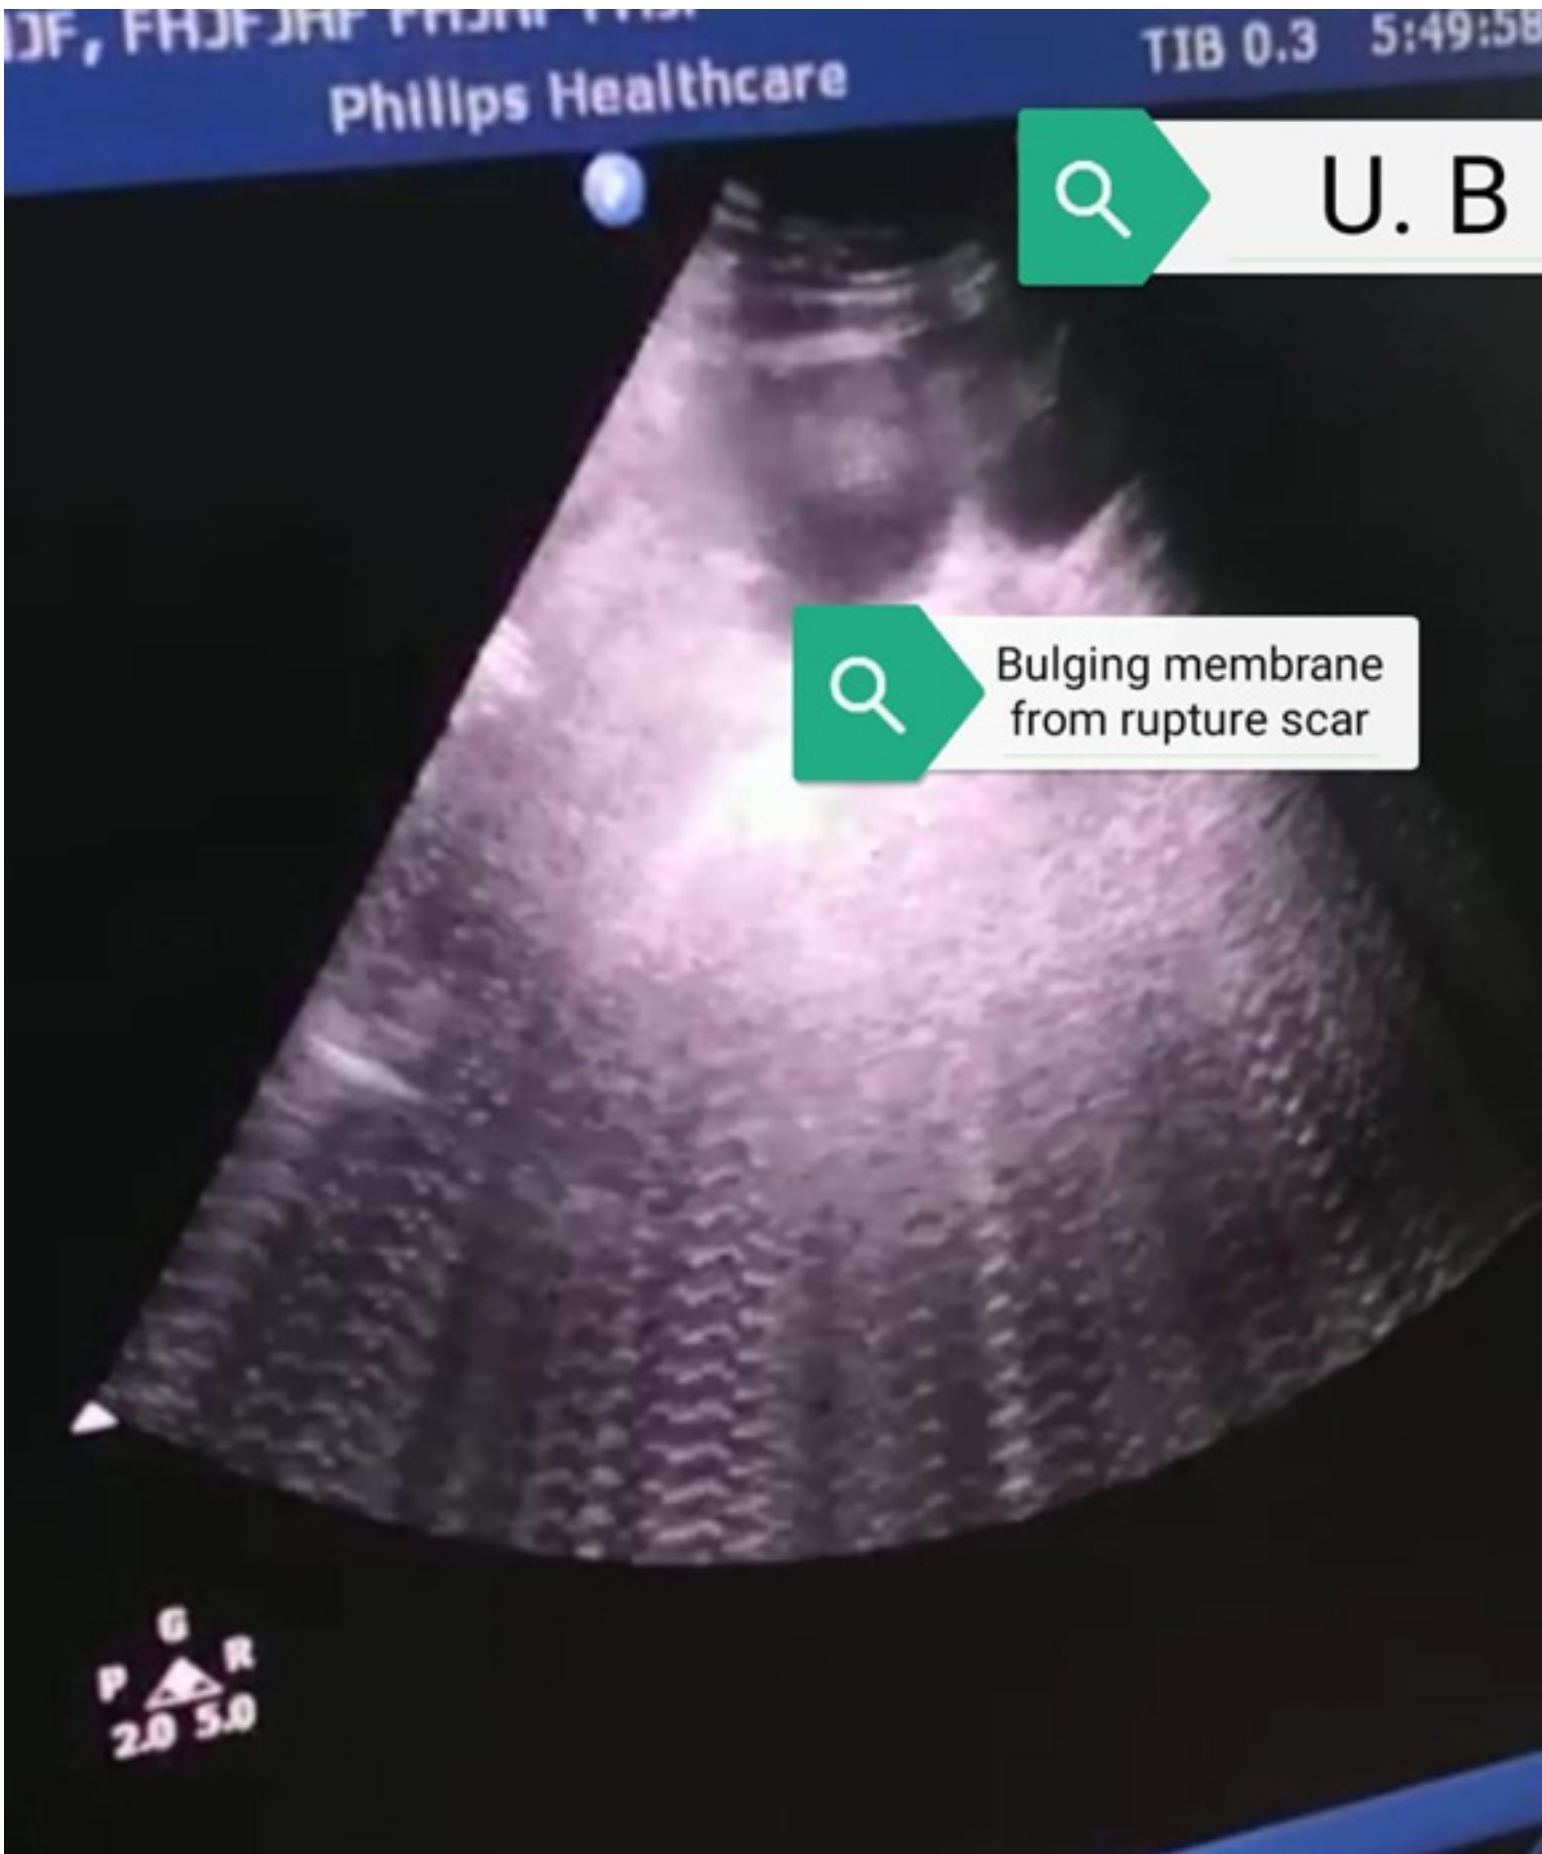 Philips Healthcare
TIB 0.3 5:49:58
U. B
Bulging membrane
from rupture scar
G
P R
2.0 5.0